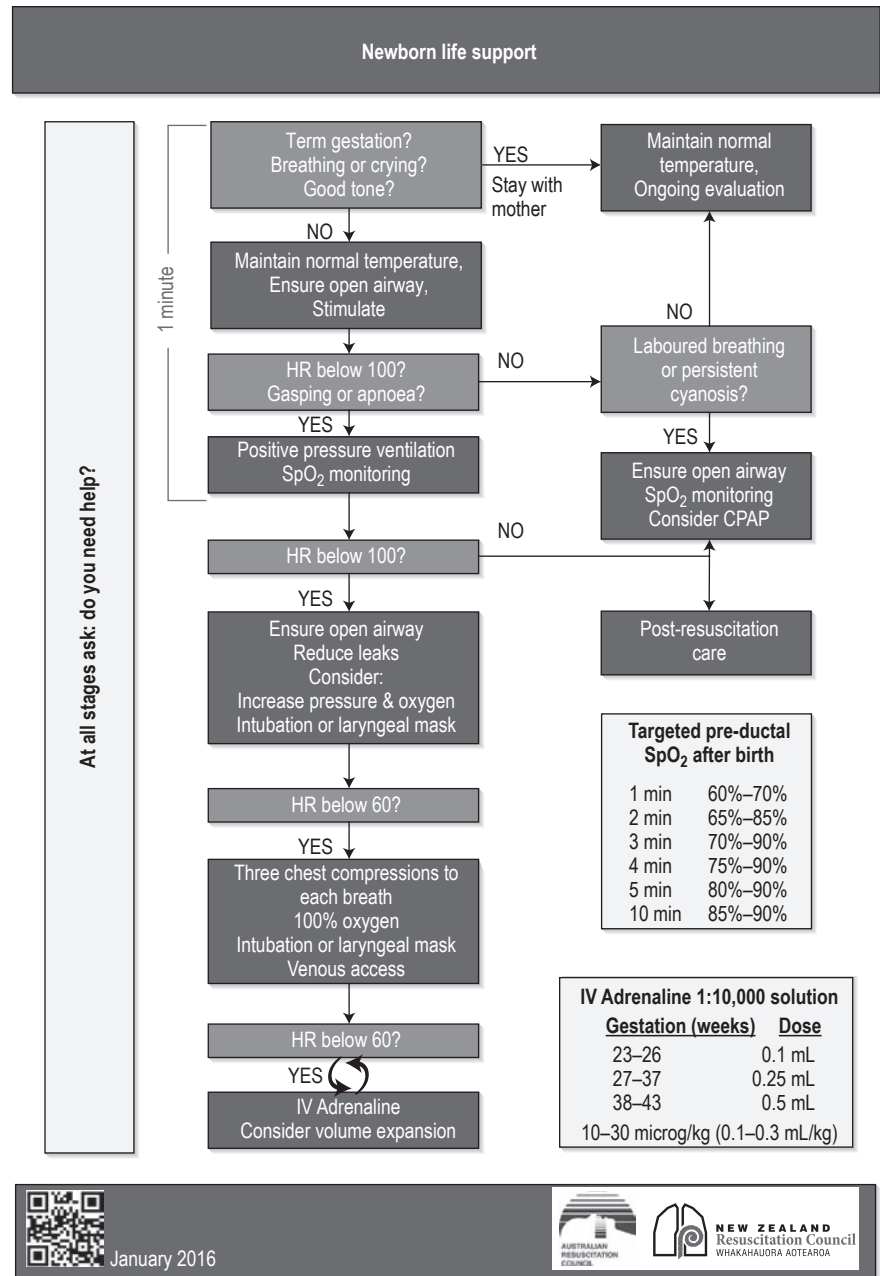 Newborn life support
At all stages ask: do you need help?
1 minute
Term gestation?
Breathing or crying?
Good tone?
YES
Stay with
mother
Maintain normal
temperature,
Ongoing evaluation
NO
Maintain normal temperature,
Ensure open airway,
Stimulate
HR below 100?
Gasping or apnoea?
NO
Laboured breathing
or persistent
cyanosis?
NO
YES
YES
Positive pressure ventilation
SpO₂ monitoring
Ensure open airway
SpO₂ monitoring
Consider CPAP
HR below 100?
NO
YES
Ensure open airway
Reduce leaks
Consider:
Increase pressure & oxygen
Intubation or laryngeal mask
Post-resuscitation
care
HR below 60?
YES
Three chest compressions to
each breath
100% oxygen
Intubation or laryngeal mask
Venous access
HR below 60?
YES
IV Adrenaline
Consider volume expansion
Targeted pre-ductal
SpO₂ after birth
1 min 60%–70%
2 min 65%–85%
3 min 70%–90%
4 min 75%–90%
5 min 80%–90%
10 min 85%–90%
IV Adrenaline 1:10,000 solution
Gestation (weeks) Dose
23–26 0.1 mL
27–37 0.25 mL
38–43 0.5 mL
10–30 microg/kg (0.1–0.3 mL/kg)
January 2016
AUSTRALIAN
RESUSCITATION
COUNCIL
NEW ZEALAND
Resuscitation Council
WHAKAHAUORA AOTEAROA